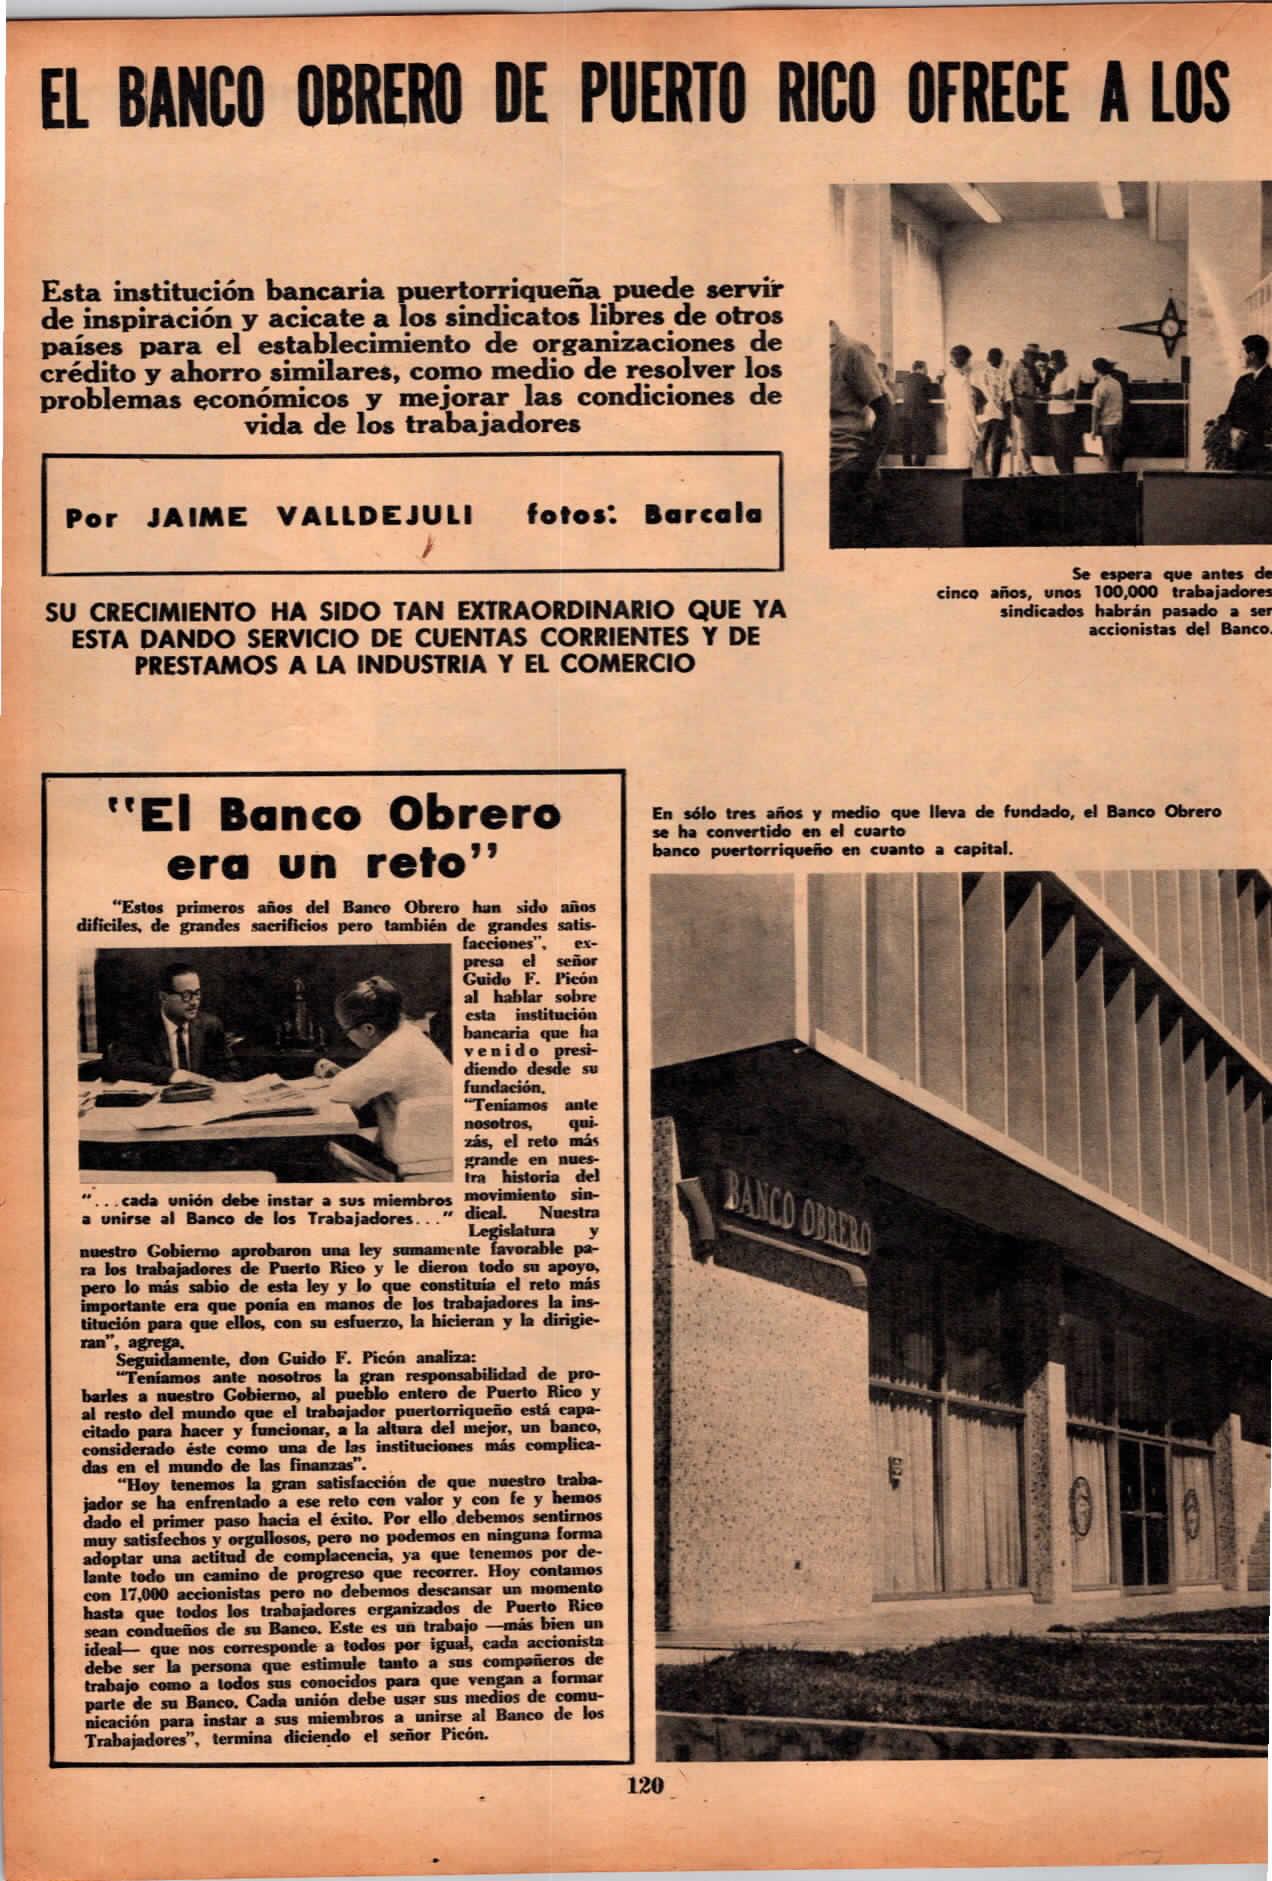 EL BANCO OBRERO DE PUERTO RICO OFRECE A LOS
Esta institución bancaria puertorriqueña puede servir
de inspiración y acicate a los sindicatos libres de otros
países para el establecimiento de organizaciones de
crédito y ahorro similares, como medio de resolver los
problemas económicos y mejorar las condiciones de
vida de los trabajadores
Por JAIME VALLDEJULI fotos: Barcala
SU CRECIMIENTO HA SIDO TAN EXTRAORDINARIO QUE YA
ESTA DANDO SERVICIO DE CUENTAS CORRIENTES Y DE
PRESTAMOS A LA INDUSTRIA Y EL COMERCIO
Se espera que antes de
cinco años, unos 100,000 trabajadores
sindicados habrán pasado a ser
accionistas del Banco.
"El Banco Obrero
era un reto"
"Estos primeros años del Banco Obrero han sido años
difíciles, de grandes sacrificios pero también de grandes satis-
facciones", ex-
presa el señor
Guido F. Picón
al hablar sobre
esta institución
bancaria que ha
venido presi-
diendo desde su
fundación.
"Teníamos ante
nosotros, qui-
zás, el reto más
grande en nues-
tra historia del
movimiento sin-
dical. Nuestra
Legislatura y
nuestro Gobierno aprobaron una ley sumamente favorable pa-
ra los trabajadores de Puerto Rico y le dieron todo su apoyo,
pero lo más sabio de esta ley y lo que constituía el reto más
importante era que ponía en manos de los trabajadores la ins-
titución para que ellos, con su esfuerzo, la hicieran y la dirigie-
ran", agrega.
Seguidamente, don Guido F. Picón analiza:
"Teníamos ante nosotros la gran responsabilidad de pro-
barles a nuestro Gobierno, al pueblo entero de Puerto Rico y
al resto del mundo que el trabajador puertorriqueño está capa-
citado para hacer y funcionar, a la altura del mejor, un banco,
considerado éste como una de las instituciones más complica-
das en el mundo de las finanzas".
"Hoy tenemos la gran satisfacción de que nuestro traba-
jador se ha enfrentado a ese reto con valor y con fe y hemos
dado el primer paso hacia el éxito. Por ello debemos sentirnos
muy satisfechos y orgullosos, pero no podemos en ninguna forma
adoptar una actitud de complacencia, ya que tenemos por de-
lante todo un camino de progreso que recorrer. Hoy contamos
con 17,000 accionistas pero no debemos descansar un momento
hasta que todos los trabajadores organizados de Puerto Rico
sean condueños de su Banco. Este es un trabajo —más bien un
ideal— que nos corresponde a todos por igual, cada accionista
debe ser la persona que estimule tanto a sus compañeros de
trabajo como a todos sus conocidos para que vengan a formar
parte de su Banco. Cada unión debe usar sus medios de comu-
nicación para instar a sus miembros a unirse al Banco de los
Trabajadores", termina diciendo el señor Picón.
"...cada unión debe instar a sus miembros
a unirse al Banco de los Trabajadores..."
En sólo tres años y medio que lleva de fundado, el Banco Obrero
se ha convertido en el cuarto
banco puertorriqueño en cuanto a capital.
BANCO OBRERO
120